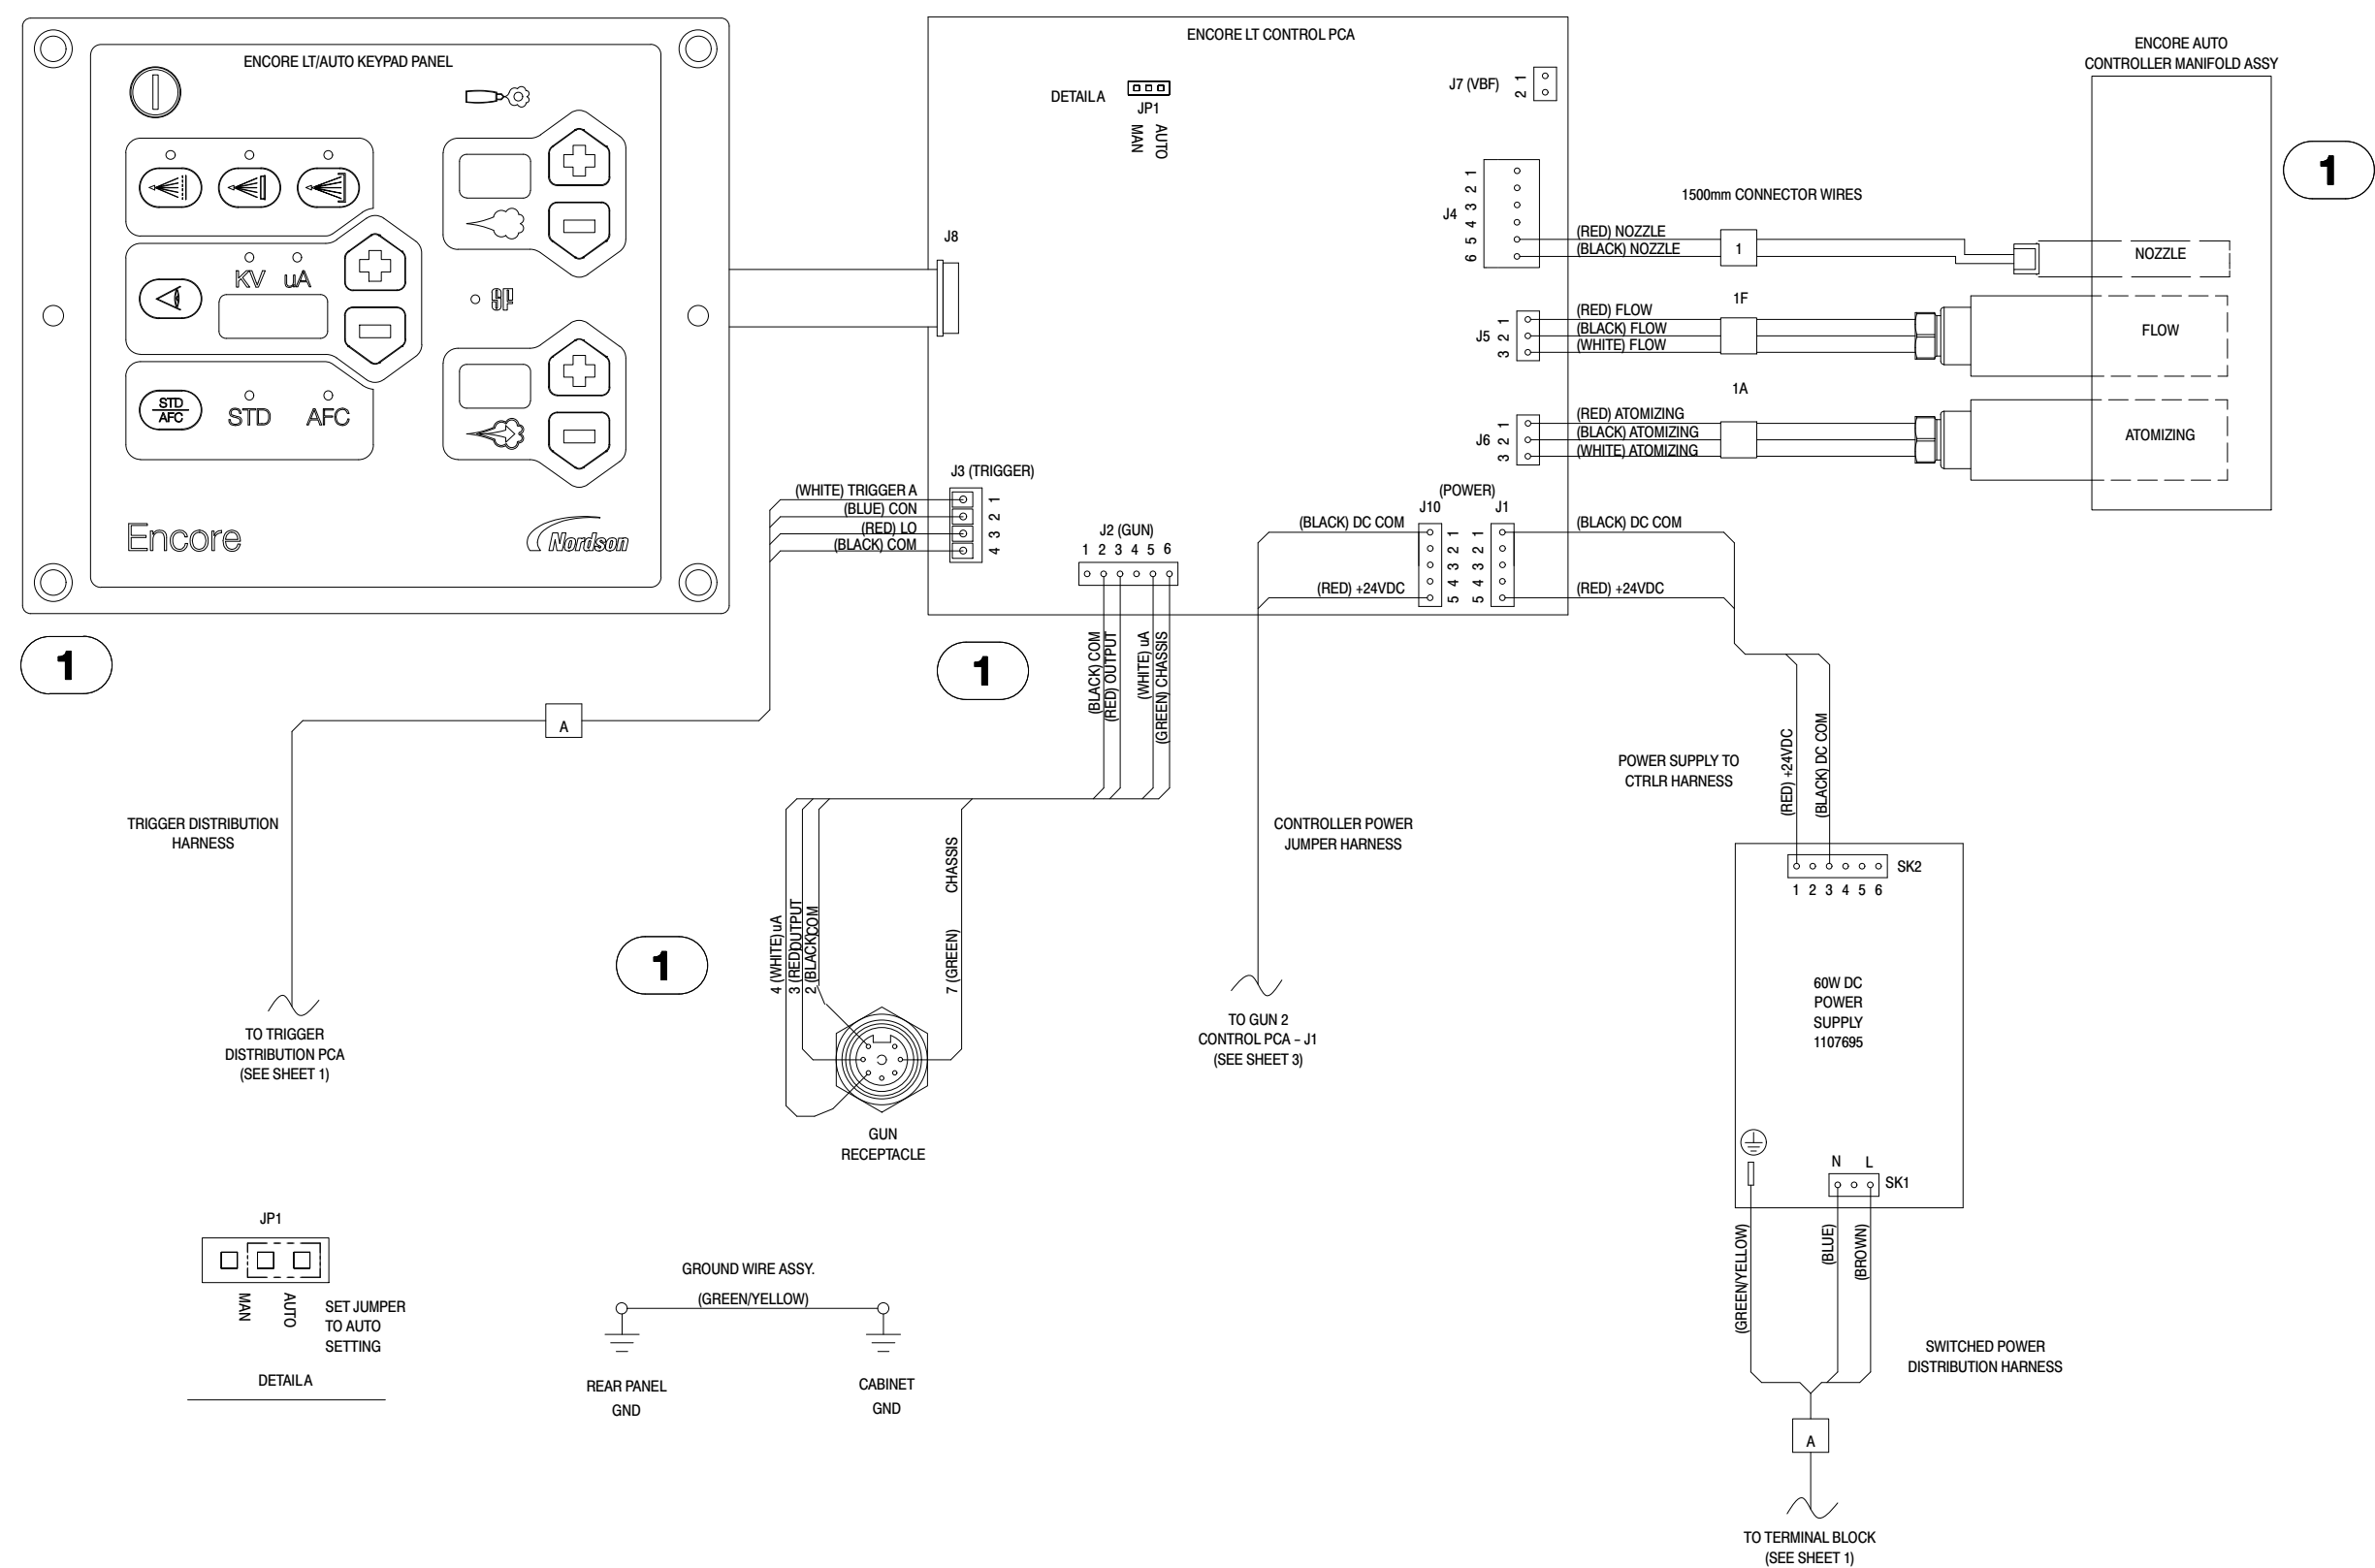 ENCORE LT/AUTO KEYPAD PANEL
KV uA
SF
STD
AFC
STD AFC
Encore
Nordson
1
ENCORE LT CONTROL PCA
DETAIL A
JP1
MAN
AUTO
J7 (VBF)
1
2
J8
J4
1
2
3
4
5
6
(RED) NOZZLE
(BLACK) NOZZLE
1500mm CONNECTOR WIRES
1
J5
1
2
3
(RED) FLOW
(BLACK) FLOW
(WHITE) FLOW
1F
J6
1
2
3
(RED) ATOMIZING
(BLACK) ATOMIZING
(WHITE) ATOMIZING
1A
ENCORE AUTO
CONTROLLER MANIFOLD ASSY
NOZZLE
FLOW
ATOMIZING
1
J3 (TRIGGER)
(WHITE) TRIGGER A
(BLUE) CON
(RED) LO
(BLACK) COM
1
2
3
4
J2 (GUN)
1 2 3 4 5 6
(BLACK) COM
(RED) OUTPUT
(WHITE) uA
(GREEN) CHASSIS
(POWER)
J10
J1
(BLACK) DC COM
(RED) +24VDC
1
2
3
4
5
1
2
3
4
5
(BLACK) DC COM
(RED) +24VDC
1
A
TRIGGER DISTRIBUTION
HARNESS
TO TRIGGER
DISTRIBUTION PCA
(SEE SHEET 1)
1
4 (WHITE) uA
3 (RED)OUTPUT
2 (BLACK)COM
7 (GREEN) CHASSIS
GUN
RECEPTACLE
CONTROLLER POWER
JUMPER HARNESS
TO GUN 2
CONTROL PCA - J1
(SEE SHEET 3)
POWER SUPPLY TO
CTRLR HARNESS
(RED) +24VDC
(BLACK) DC COM
SK2
1 2 3 4 5 6
60W DC
POWER
SUPPLY
1107695
N L
SK1
(GREEN/YELLOW)
(BLUE)
(BROWN)
SWITCHED POWER
DISTRIBUTION HARNESS
A
TO TERMINAL BLOCK
(SEE SHEET 1)
JP1
MAN
AUTO
SET JUMPER
TO AUTO
SETTING
DETAIL A
GROUND WIRE ASSY.
(GREEN/YELLOW)
REAR PANEL
GND
CABINET
GND